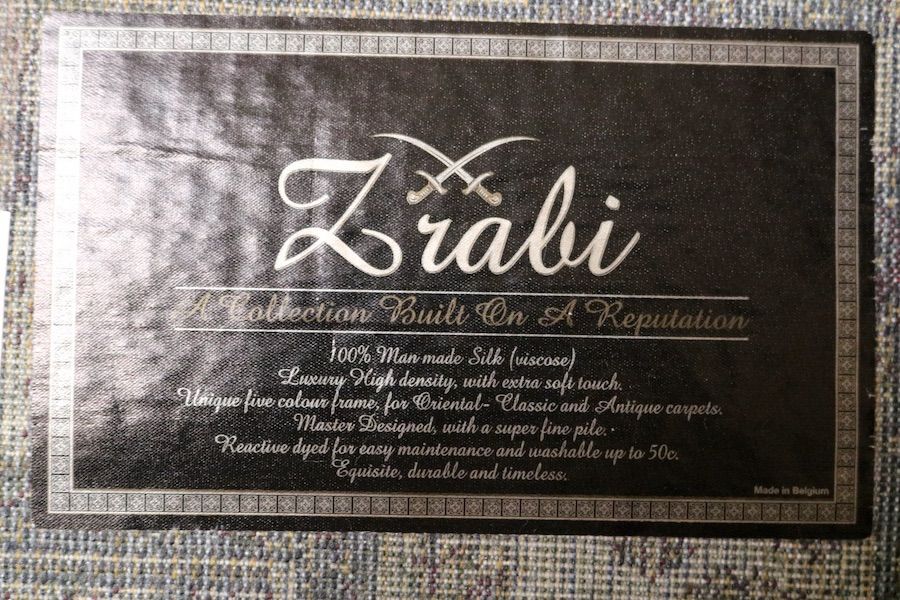 Zrabi
A Collection Built On A Reputation
100% Man made Silk (viscose)
Luxury High density, with extra soft touch.
Unique five colour frame, for Oriental- Classic and Antique carpets.
Master Designed, with a super fine pile.
Reactive dyed for easy maintenance and washable up to 50c.
Equisite, durable and timeless.
Made in Belgium